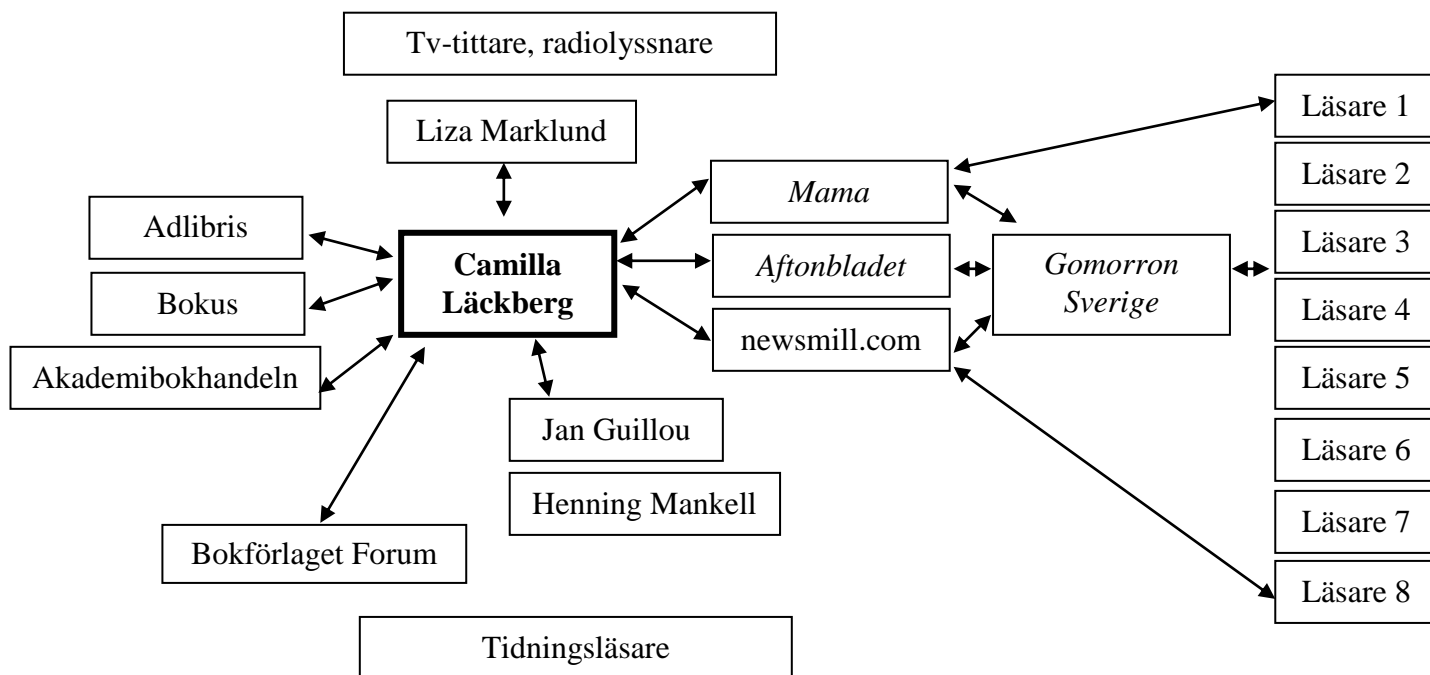 Tv-tittare, radiolyssnare
Liza Marklund
Adlibris
Bokus
Akademibokhandeln
Camilla
Läckberg
Mama
Aftonbladet
newsmill.com
Gomorron
Sverige
Jan Guillou
Henning Mankell
Bokförlaget Forum
Tidningsläsare
Läsare 1
Läsare 2
Läsare 3
Läsare 4
Läsare 5
Läsare 6
Läsare 7
Läsare 8